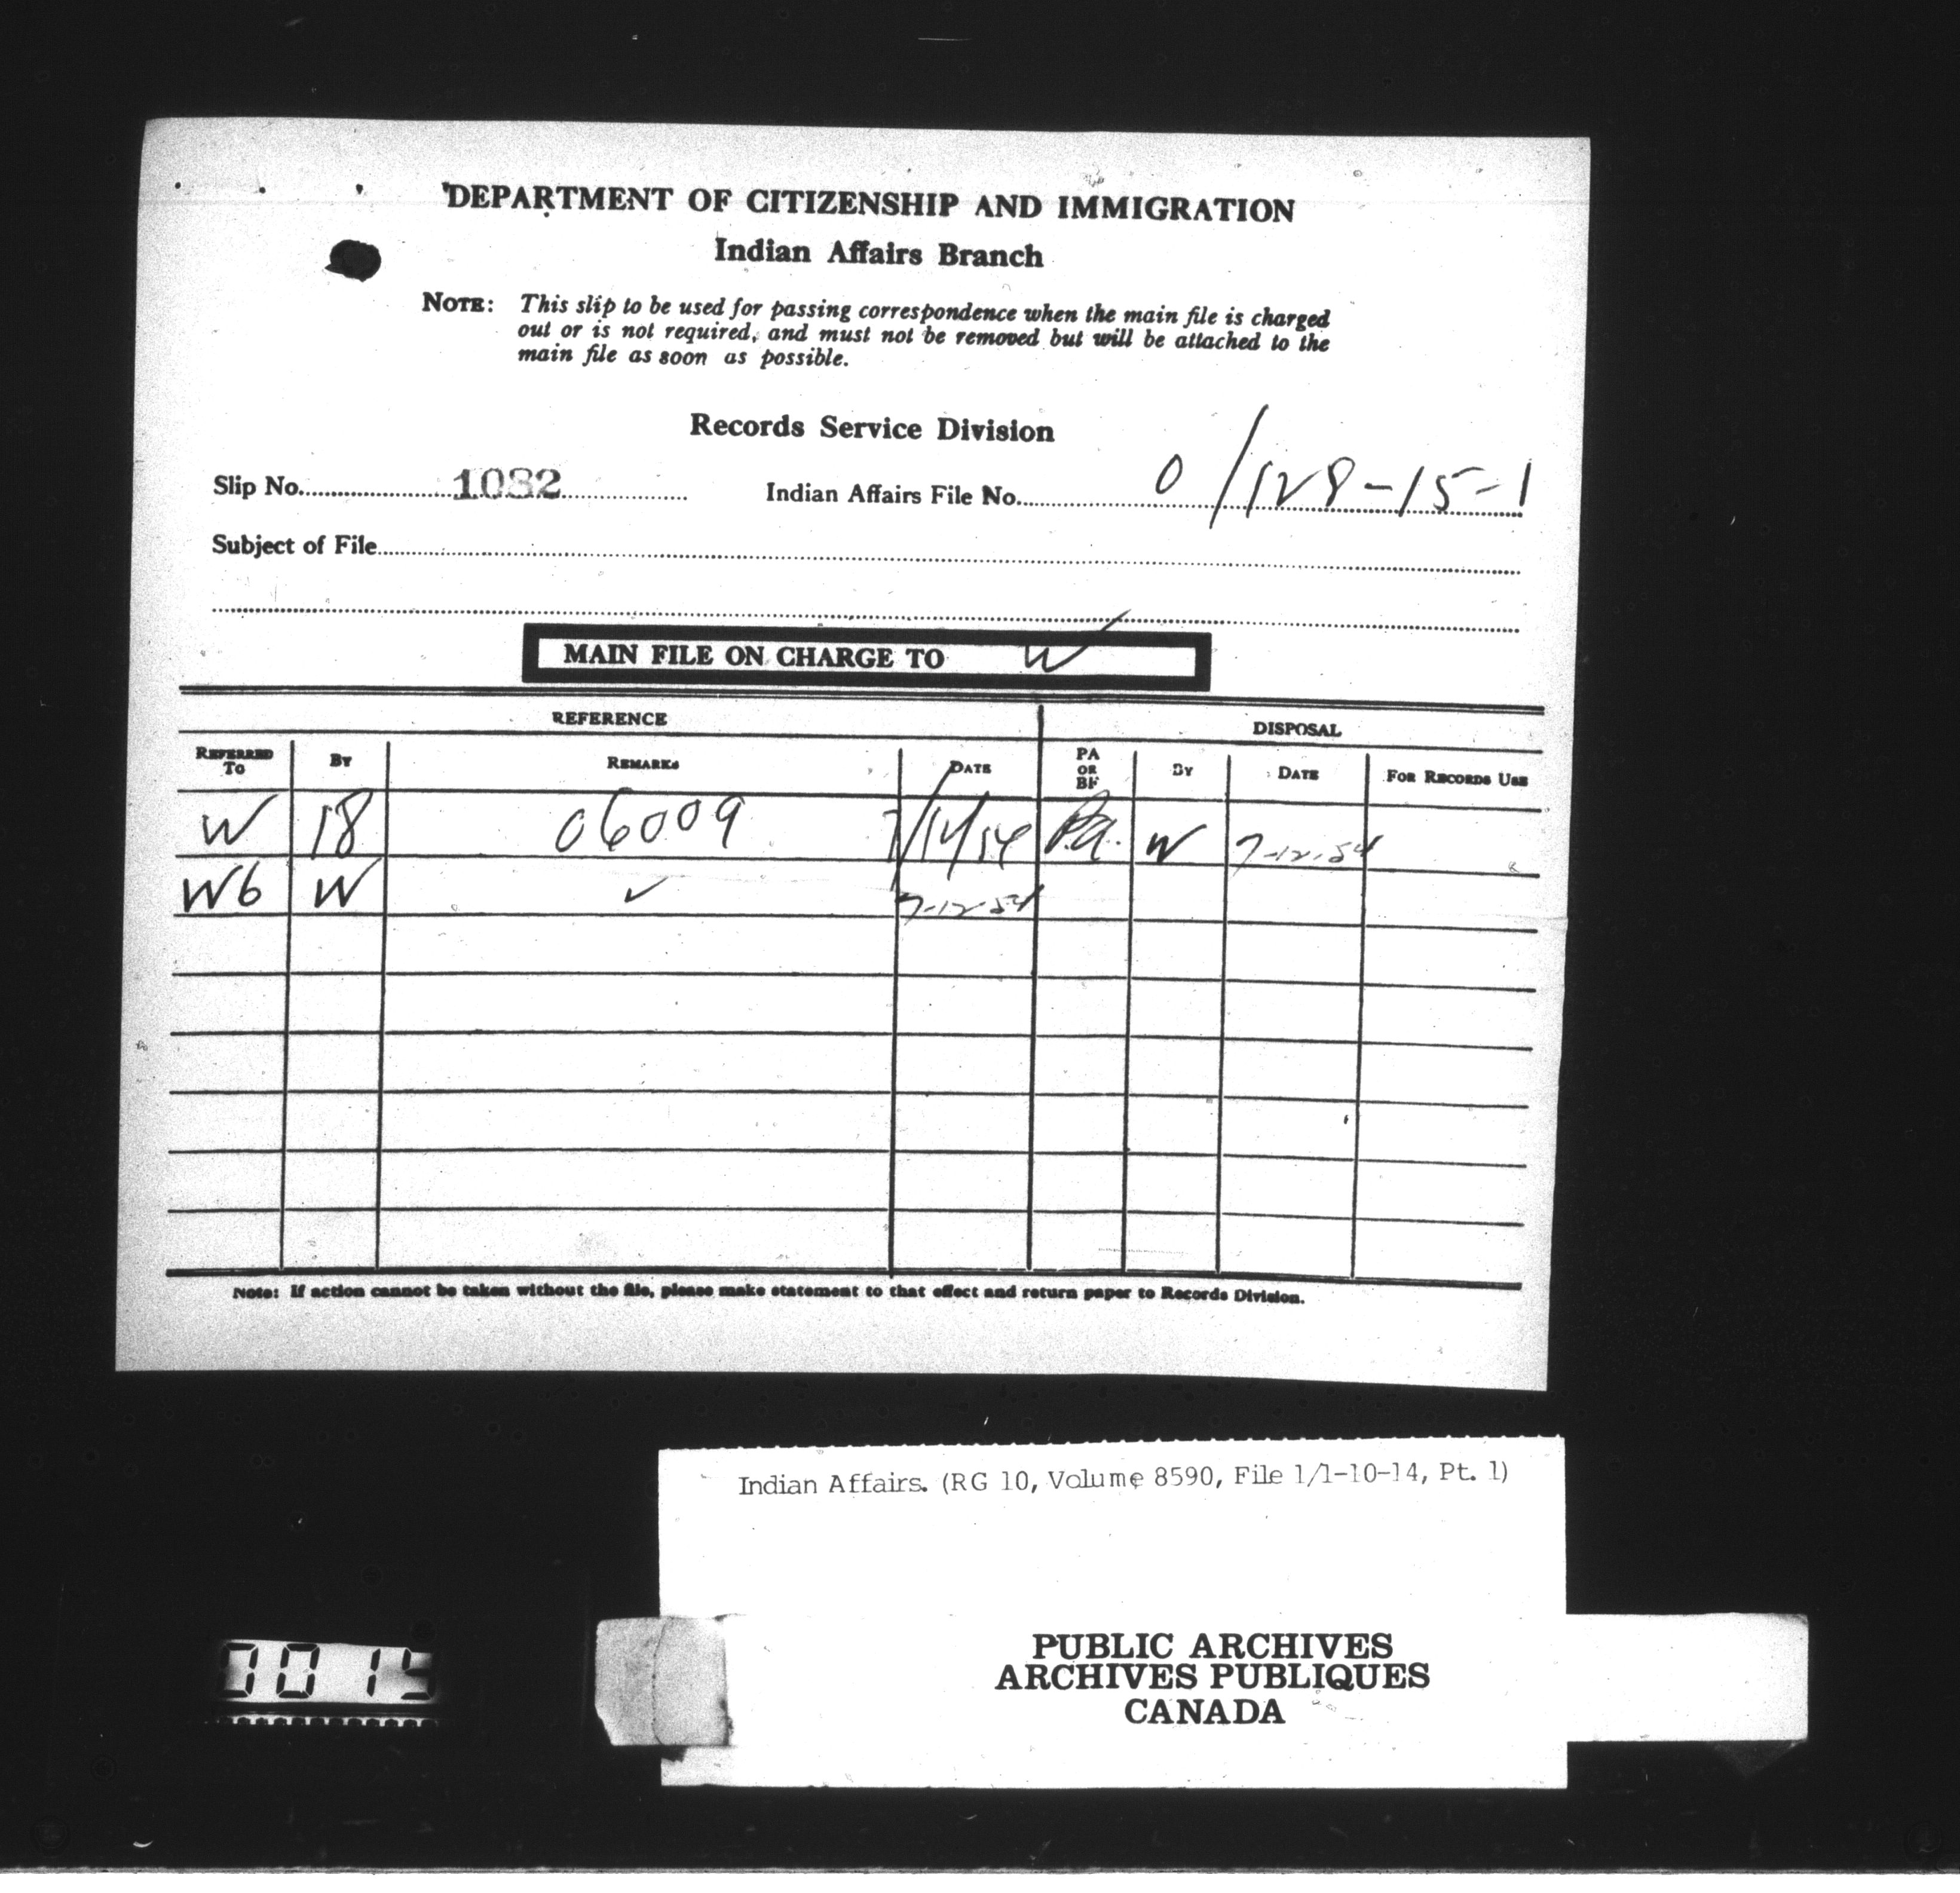 DEPARTMENT OF CITIZENSHIP AND IMMIGRATION
Indian Affairs Branch
NOTE: This slip to be used for passing correspondence when the main file is charged
out or is not required, and must not be removed but will be attached to the
main file as soon as possible.
Records Service Division
Slip No. 1082 Indian Affairs File No. 0/128-15-1
Subject of File
MAIN FILE ON CHARGE TO W
REFERENCE DISPOSAL
REFERRED TO BY REMARKS DATE PA OR BF BY DATE FOR RECORDS USE
W 18 06009 Pa. W 7-12-54
W6 W ✓ 7-12-54
Note: If action cannot be taken without the file, please make statement to that effect and return paper to Records Division.
Indian Affairs. (RG 10, Volume 8590, File 1/1-10-14, Pt. 1)
PUBLIC ARCHIVES
ARCHIVES PUBLIQUES
CANADA
0015